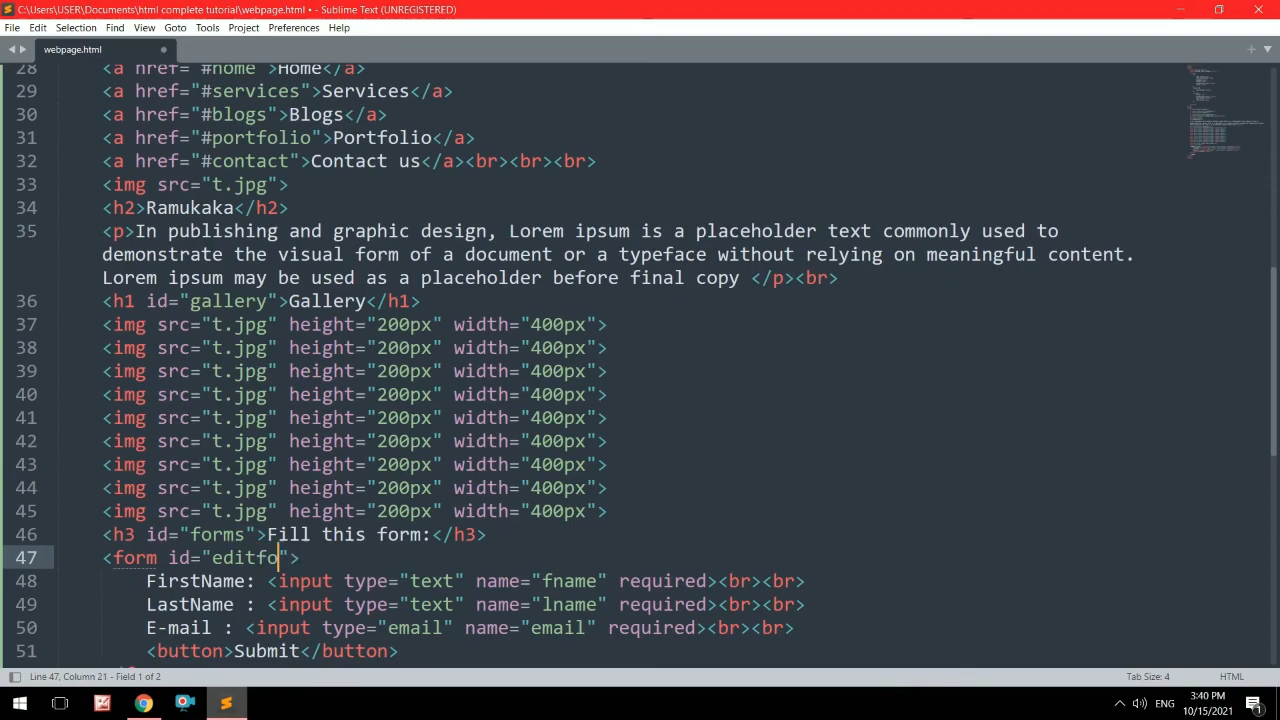 C:\Users\USER\Documents\html complete tutorial\webpage.html • - Sublime Text (UNREGISTERED)
File Edit Selection Find View Goto Tools Project Preferences Help
webpage.html
28 <a href="#home">Home</a>
29 <a href="#services">Services</a>
30 <a href="#blogs">Blogs</a>
31 <a href="#portfolio">Portfolio</a>
32 <a href="#contact">Contact us</a><br><br><br>
33 <img src="t.jpg">
34 <h2>Ramukaka</h2>
35 <p>In publishing and graphic design, Lorem ipsum is a placeholder text commonly used to
demonstrate the visual form of a document or a typeface without relying on meaningful content.
Lorem ipsum may be used as a placeholder before final copy </p><br>
36 <h1 id="gallery">Gallery</h1>
37 <img src="t.jpg" height="200px" width="400px">
38 <img src="t.jpg" height="200px" width="400px">
39 <img src="t.jpg" height="200px" width="400px">
40 <img src="t.jpg" height="200px" width="400px">
41 <img src="t.jpg" height="200px" width="400px">
42 <img src="t.jpg" height="200px" width="400px">
43 <img src="t.jpg" height="200px" width="400px">
44 <img src="t.jpg" height="200px" width="400px">
45 <img src="t.jpg" height="200px" width="400px">
46 <h3 id="forms">Fill this form:</h3>
47 <form id="editfo">
48 FirstName: <input type="text" name="fname" required><br><br>
49 LastName : <input type="text" name="lname" required><br><br>
50 E-mail : <input type="email" name="email" required><br><br>
51 <button>Submit</button>
Line 47, Column 21 - Field 1 of 2 Tab Size: 4 HTML
ENG 3:40 PM
10/15/2021 1